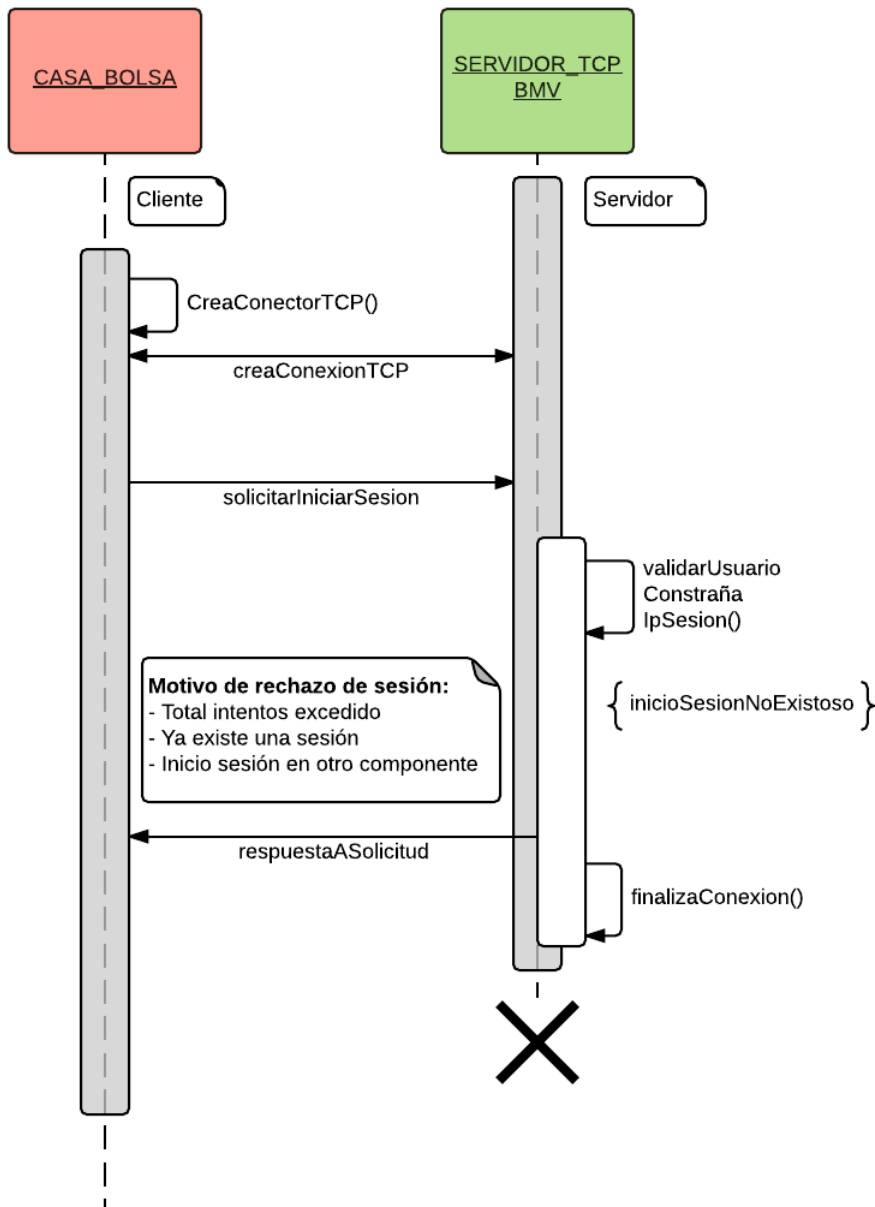 CASA_BOLSA
SERVIDOR_TCP
BMV
Cliente
Servidor
CreaConectorTCP()
creaConexionTCP
solicitarIniciarSesion
validarUsuario
Constraña
IpSesion()
Motivo de rechazo de sesión:
- Total intentos excedido
- Ya existe una sesión
- Inicio sesión en otro componente
{ inicioSesionNoExistoso }
respuestaASolicitud
finalizaConexion()